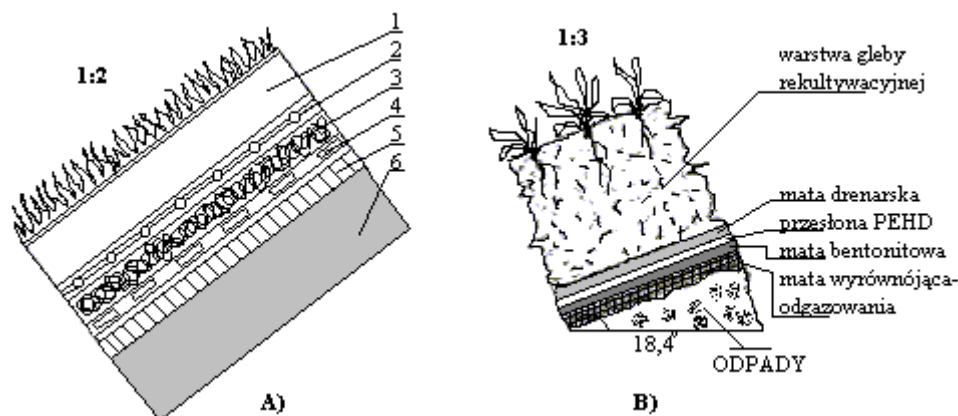 1:2
1
2
3
4
5
6
A)
1:3
warstwa gleby
rekultywacyjnej
mata drenarska
przesłona PEHD
mata bentonitowa
mata wyrównójąca-
odgazowania
18,4°
ODPADY
B)